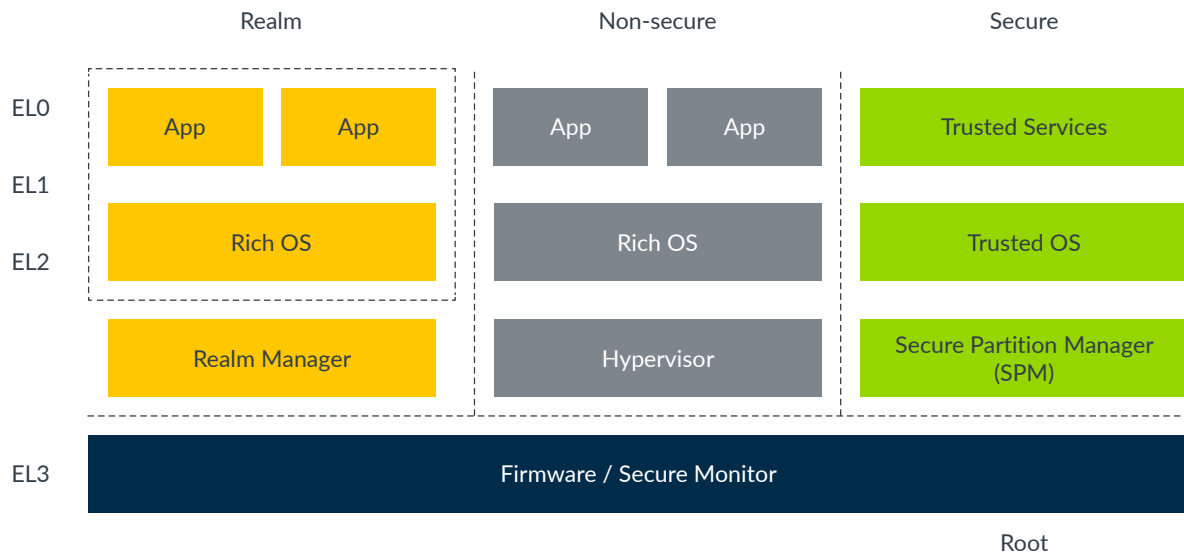 Realm
Non-secure
Secure
EL0
App
App
App
App
Trusted Services
EL1
Rich OS
Rich OS
Trusted OS
EL2
Realm Manager
Hypervisor
Secure Partition Manager
(SPM)
EL3
Firmware / Secure Monitor
Root